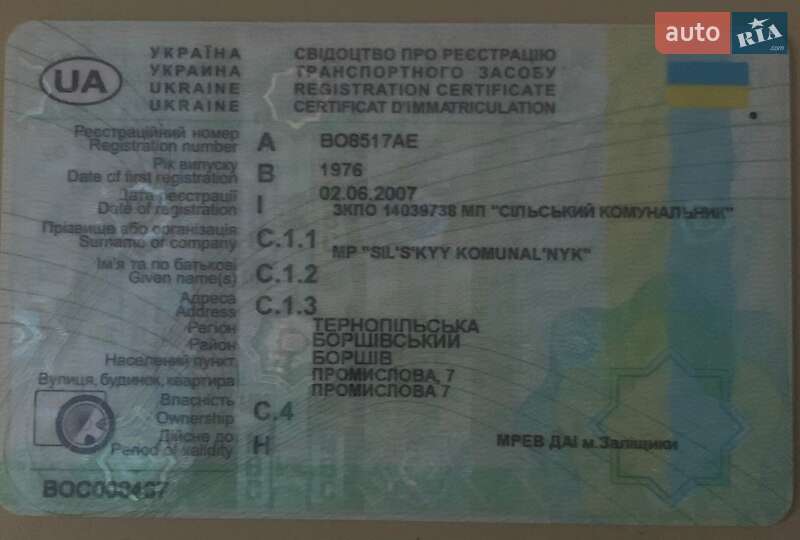 auto RIA .com
УКРАЇНА СВІДОЦТВО ПРО РЕЄСТРАЦІЮ
УКРАИНА ТРАНСПОРТНОГО ЗАСОБУ
UKRAINE REGISTRATION CERTIFICATE
UKRAINE CERTIFICAT D'IMMATRICULATION
UA
Реєстраційний номер
Registration number A BO8517AE
Рік випуску
Date of first registration B 1976
Дата реєстрації 02.06.2007
Date of registration I ЗКПО 14039738 МП "СІЛЬСЬКИЙ КОМУНАЛЬНИК"
Прізвище або організація
Surname or company C.1.1 MP "SIL'S'KYY KOMUNAL'NYK"
Ім'я та по батькові
Given name(s) C.1.2
Адреса
Address C.1.3
Регіон ТЕРНОПІЛЬСЬКА
Район БОРЩІВСЬКИЙ
Населений пункт БОРЩІВ
Вулиця, будинок, квартира ПРОМИСЛОВА, 7
ПРОМИСЛОВА 7
Власність
Ownership C.4
Дійсне до
Period of validity H МРЕВ ДАІ м.Заліщики